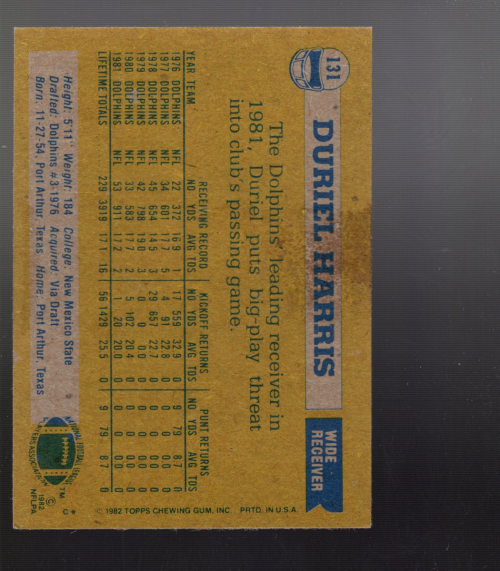 131
DURIEL HARRIS
WIDE
RECEIVER
The Dolphins' leading receiver in
1981, Duriel puts big-play threat
into club's passing game.
RECEIVING RECORD KICKOFF RETURNS PUNT RETURNS
YEAR TEAM NO YDS AVG TDS NO YDS AVG TDS NO YDS AVG TDS
1976 DOLPHINS NFL 22 372 16.9 1 17 559 32.9 0 9 79 8.7 0
1977 DOLPHINS NFL 34 601 17.7 5 4 91 22.8 0 0 0 0 0
1978 DOLPHINS NFL 45 654 14.5 3 29 657 22.7 0 0 0 0 0
1979 DOLPHINS NFL 42 798 19.0 3 0 0 0 0 0 0 0 0
1980 DOLPHINS NFL 33 583 17.7 2 5 102 20.4 0 0 0 0 0
1981 DOLPHINS NFL 53 911 17.2 2 1 20 20.0 0 0 0 0 0
LIFETIME TOTALS 229 3919 17.1 16 56 1429 25.5 0 9 79 8.7 0
Height: 5'11" Weight: 184 College: New Mexico State
Drafted: Dolphins #3-1976 Acquired: Via Draft
Born: 11-27-54, Port Arthur, Texas Home: Port Arthur, Texas
NATIONAL FOOTBALL LEAGUE
PLAYERS ASSOCIATION
TM
©
1982
NFLPA
C*
© 1982 TOPPS CHEWING GUM, INC. PRTD. IN U.S.A.